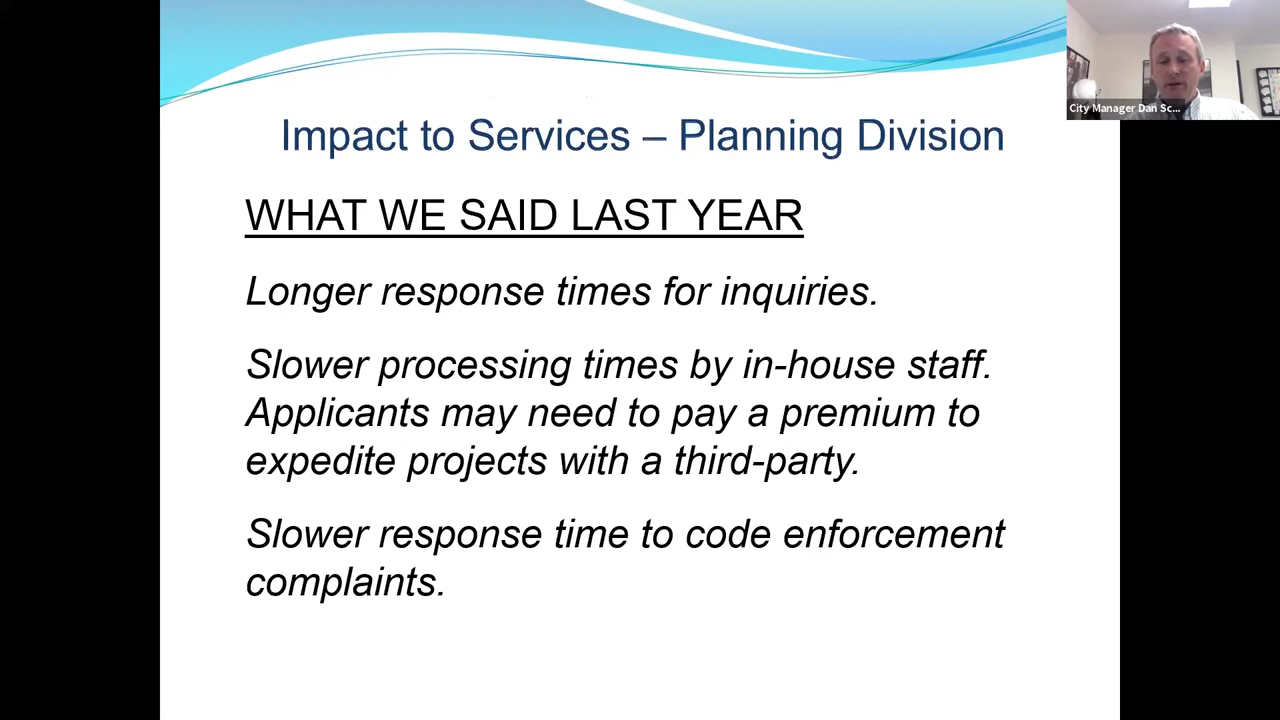 City Manager Dan Sc...
Impact to Services – Planning Division
WHAT WE SAID LAST YEAR
Longer response times for inquiries.
Slower processing times by in-house staff.
Applicants may need to pay a premium to
expedite projects with a third-party.
Slower response time to code enforcement
complaints.